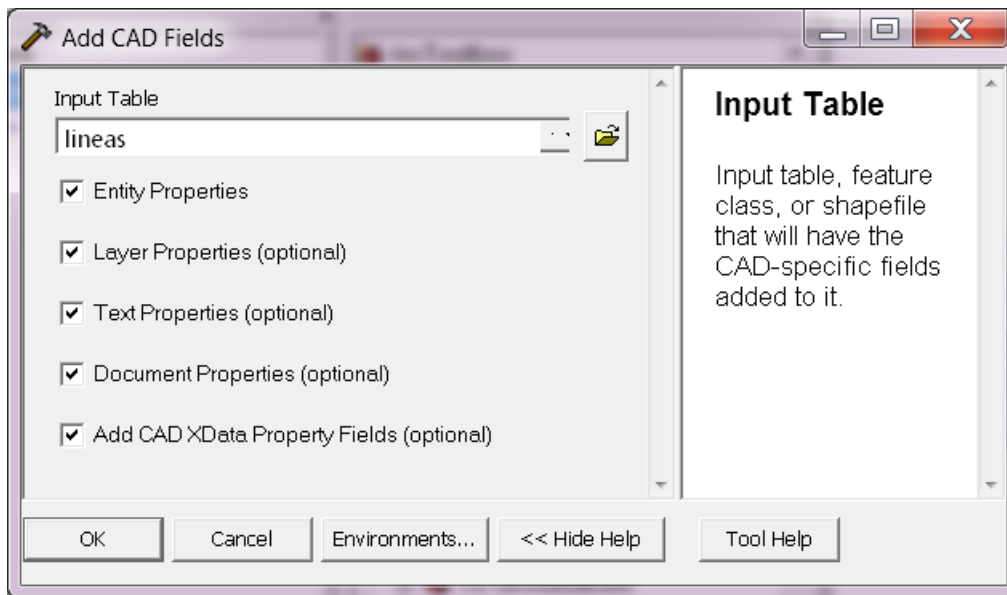 Add CAD Fields
Input Table
lineas
Entity Properties
Layer Properties (optional)
Text Properties (optional)
Document Properties (optional)
Add CAD XData Property Fields (optional)
Input Table
Input table, feature
class, or shapefile
that will have the
CAD-specific fields
added to it.
OK
Cancel
Environments...
<< Hide Help
Tool Help